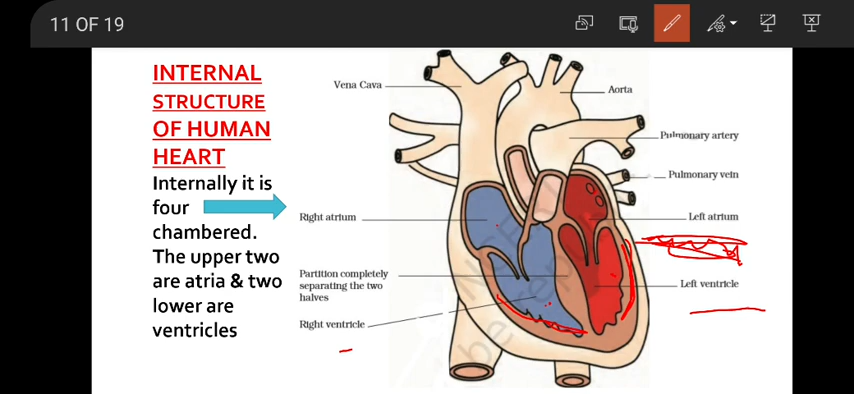 11 OF 19
INTERNAL
STRUCTURE
OF HUMAN
HEART
Internally it is
four
chambered.
The upper two
are atria & two
lower are
ventricles
Vena Cava
Aorta
Pulmonary artery
Pulmonary vein
Right atrium
Left atrium
Partition completely
separating the two
halves
Left ventricle
Right ventricle